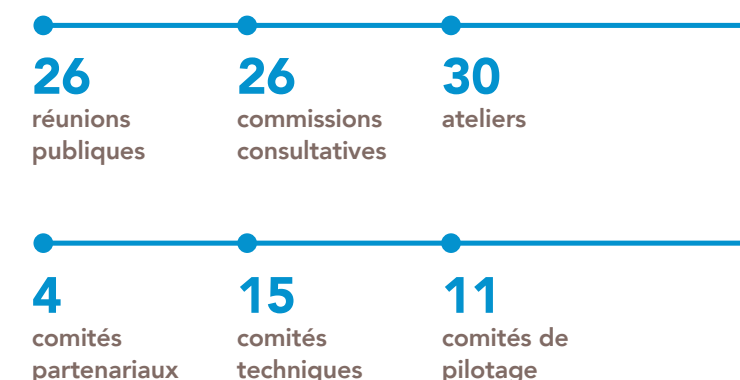 26
réunions
publiques
26
commissions
consultatives
30
ateliers
4
comités
partenariaux
15
comités
techniques
11
comités de
pilotage